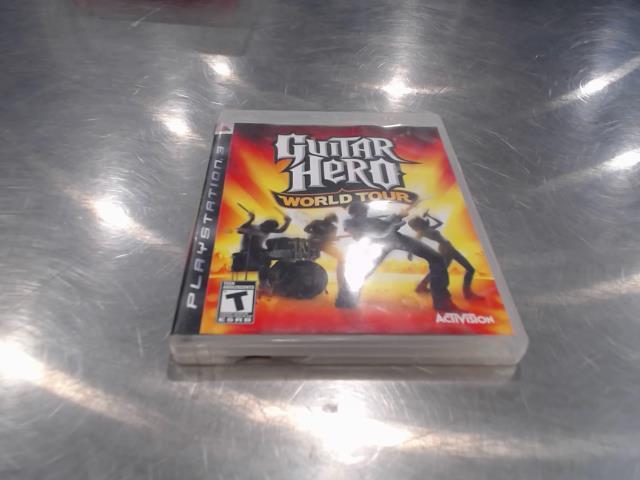 PLAYSTATION 3
GUITAR
HERO
WORLD TOUR
TEEN
T
ESRB
ACTIVISION